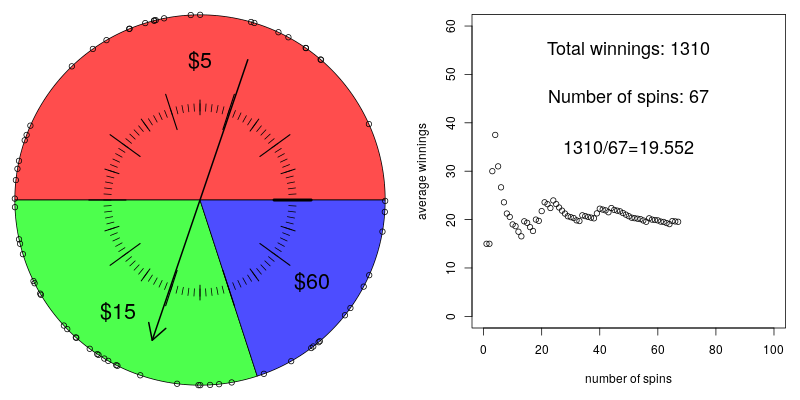 $5
$15
$60
Total winnings: 1310
Number of spins: 67
1310/67=19.552
average winnings
60
50
40
30
20
10
0
0 20 40 60 80 100
number of spins